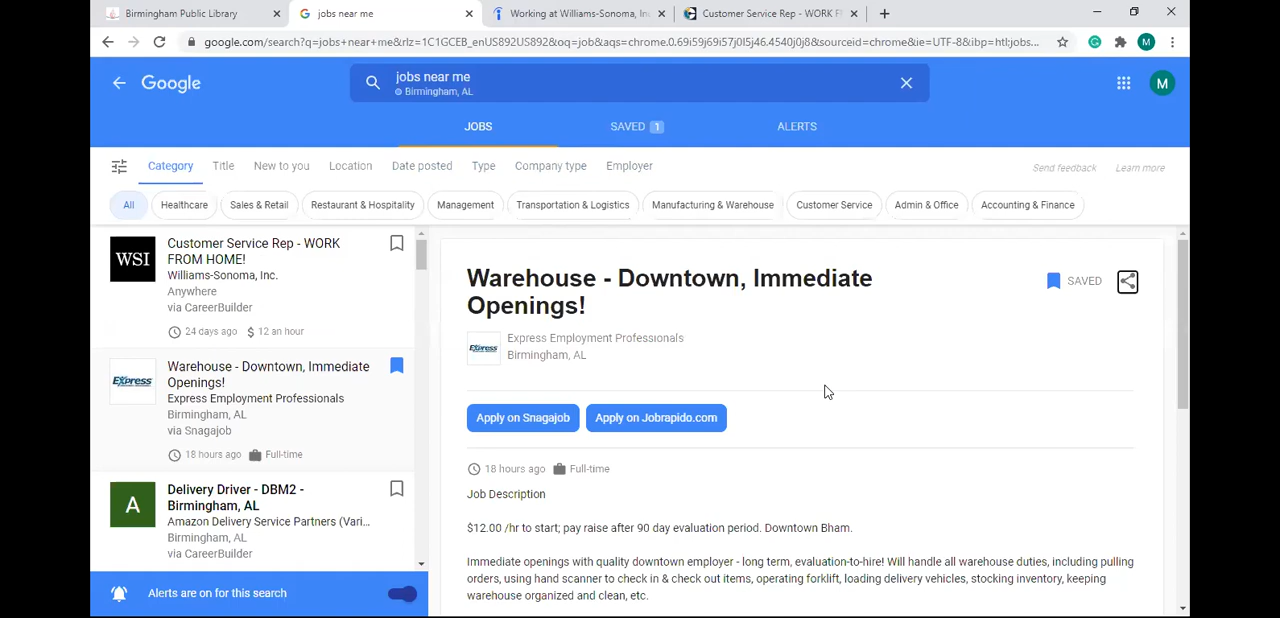 Birmingham Public Library
jobs near me
Working at Williams-Sonoma, In
Customer Service Rep - WORK F
google.com/search?q=jobs+near+me&rlz=1C1GCEB_enUS892US892&oq=job&aqs=chrome.0.69i59j69i57j0l5j46.4540j0j8&sourceid=chrome&ie=UTF-8&ibp=htl;jobs...
M
Google
jobs near me
Birmingham, AL
M
JOBS
SAVED 1
ALERTS
Category Title New to you Location Date posted Type Company type Employer
Send feedback Learn more
All Healthcare Sales & Retail Restaurant & Hospitality Management Transportation & Logistics Manufacturing & Warehouse Customer Service Admin & Office Accounting & Finance
WSI
Customer Service Rep - WORK
FROM HOME!
Williams-Sonoma, Inc.
Anywhere
via CareerBuilder
24 days ago $ 12 an hour
Express
Warehouse - Downtown, Immediate
Openings!
Express Employment Professionals
Birmingham, AL
via Snagajob
18 hours ago Full-time
A
Delivery Driver - DBM2 -
Birmingham, AL
Amazon Delivery Service Partners (Vari...
Birmingham, AL
via CareerBuilder
Alerts are on for this search
Warehouse - Downtown, Immediate
Openings!
SAVED
Express
Express Employment Professionals
Birmingham, AL
Apply on Snagajob
Apply on Jobrapido.com
18 hours ago Full-time
Job Description
$12.00 /hr to start; pay raise after 90 day evaluation period. Downtown Bham.
Immediate openings with quality downtown employer - long term, evaluation-to-hire! Will handle all warehouse duties, including pulling
orders, using hand scanner to check in & check out items, operating forklift, loading delivery vehicles, stocking inventory, keeping
warehouse organized and clean, etc.